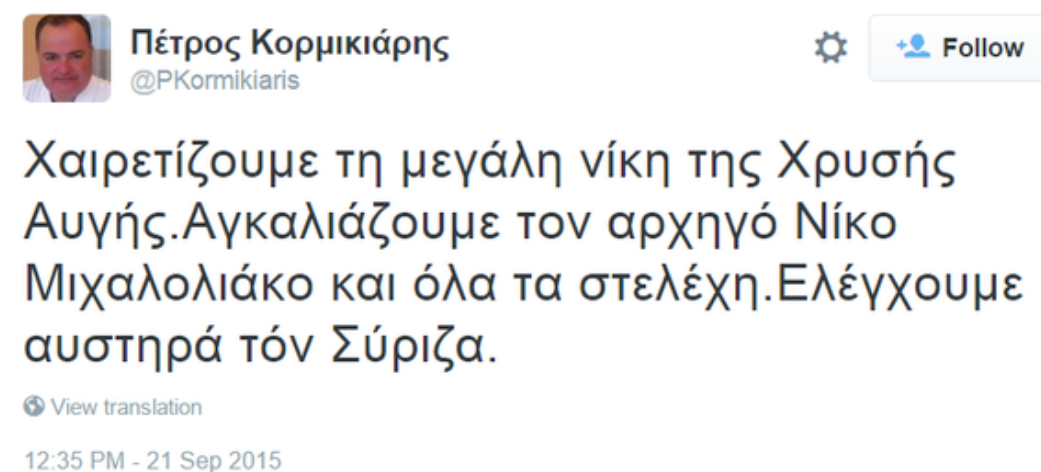 Πέτρος Κορμικιάρης
@PKormikiaris
Follow
Χαιρετίζουμε τη μεγάλη νίκη της Χρυσής
Αυγής.Αγκαλιάζουμε τον αρχηγό Νίκο
Μιχαλολιάκο και όλα τα στελέχη.Ελέγχουμε
αυστηρά τόν Σύριζα.
View translation
12:35 PM - 21 Sep 2015